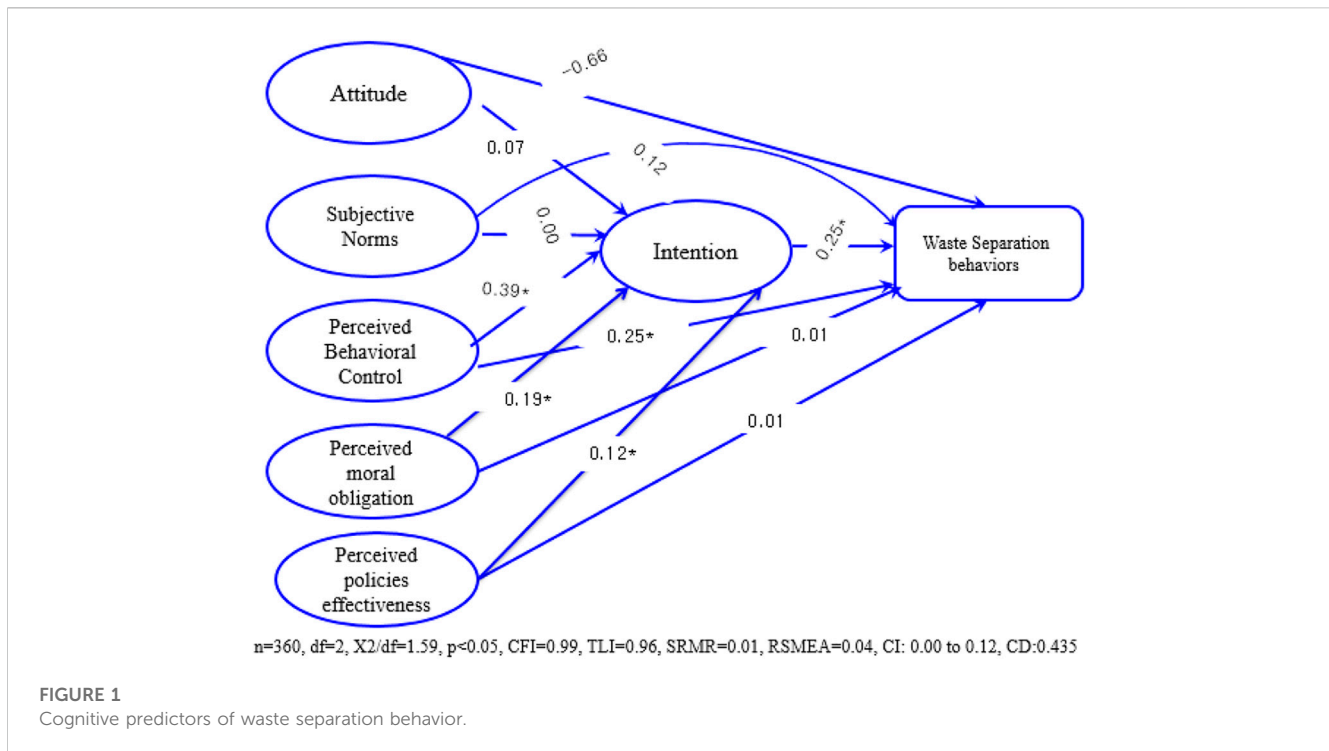 −0.66
Attitude
0.07
0.12
Subjective
Norms
0.00
Intention
0.25*
Waste Separation
behaviors
0.39*
Perceived
Behavioral
Control
0.25*
0.01
0.19*
Perceived
moral
obligation
0.12*
0.01
Perceived
policies
effectiveness
n=360, df=2, X2/df=1.59, p<0.05, CFI=0.99, TLI=0.96, SRMR=0.01, RSMEA=0.04, CI: 0.00 to 0.12, CD:0.435
FIGURE 1
Cognitive predictors of waste separation behavior.